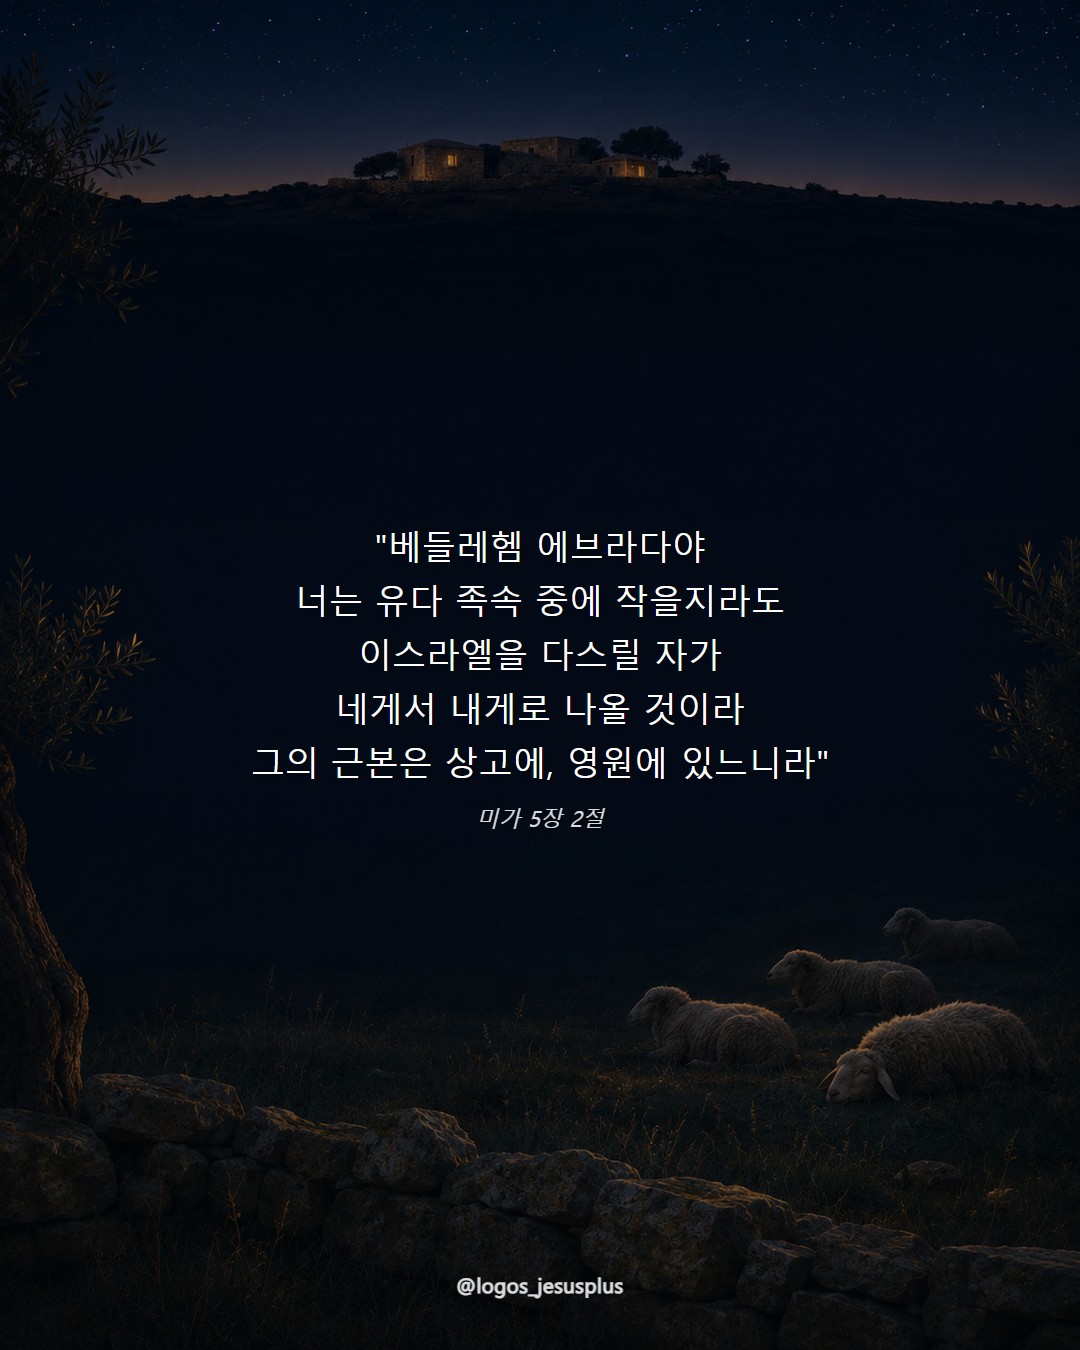 "베들레헴 에브라다야
너는 유다 족속 중에 작을지라도
이스라엘을 다스릴 자가
네게서 내게로 나올 것이라
그의 근본은 상고에, 영원에 있느니라"
미가 5장 2절
@logos_jesusplus